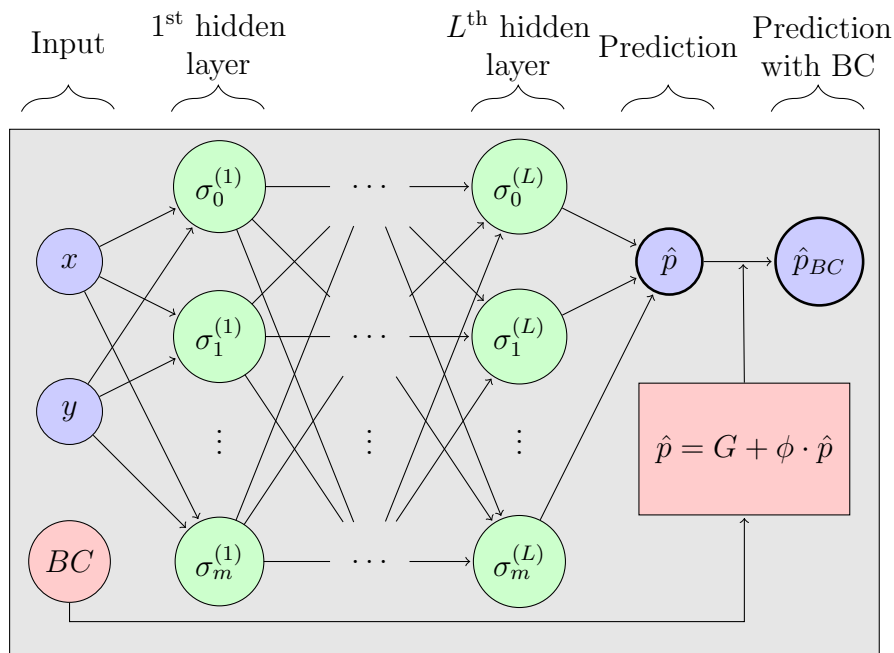 Input
1st hidden
layer
Lth hidden
layer
Prediction
Prediction
with BC
σ₀⁽¹⁾
· · ·
σ₀⁽ᴸ⁾
x
p̂
p̂_BC
σ₁⁽¹⁾
· · ·
σ₁⁽ᴸ⁾
y
⋮
⋮
⋮
p̂ = G + ϕ · p̂
BC
σₘ⁽¹⁾
· · ·
σₘ⁽ᴸ⁾